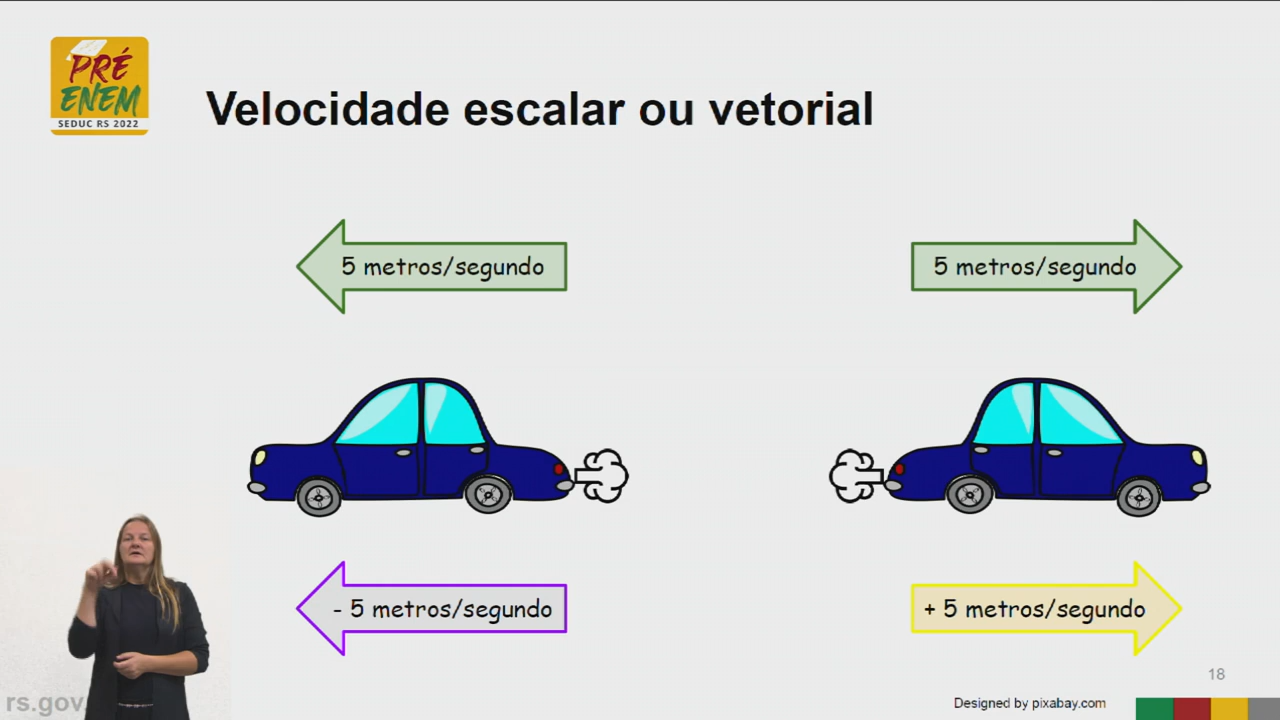 PRÉ
ENEM
SEDUC RS 2022
Velocidade escalar ou vetorial
5 metros/segundo
5 metros/segundo
- 5 metros/segundo
+ 5 metros/segundo
18
rs.gov.
Designed by pixabay.com